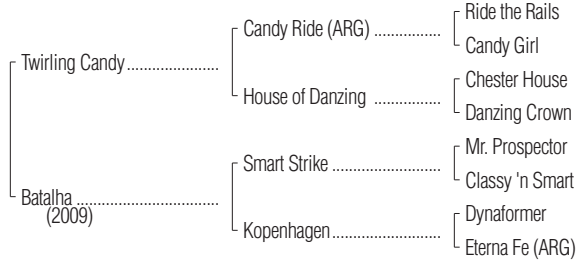 Ride the Rails
Candy Ride (ARG) ................
Candy Girl
Twirling Candy ......................
Chester House
House of Danzing ................
Danzing Crown
Mr. Prospector
Smart Strike ..........................
Classy 'n Smart
Batalha ..................................
(2009)
Dynaformer
Kopenhagen..........................
Eterna Fe (ARG)